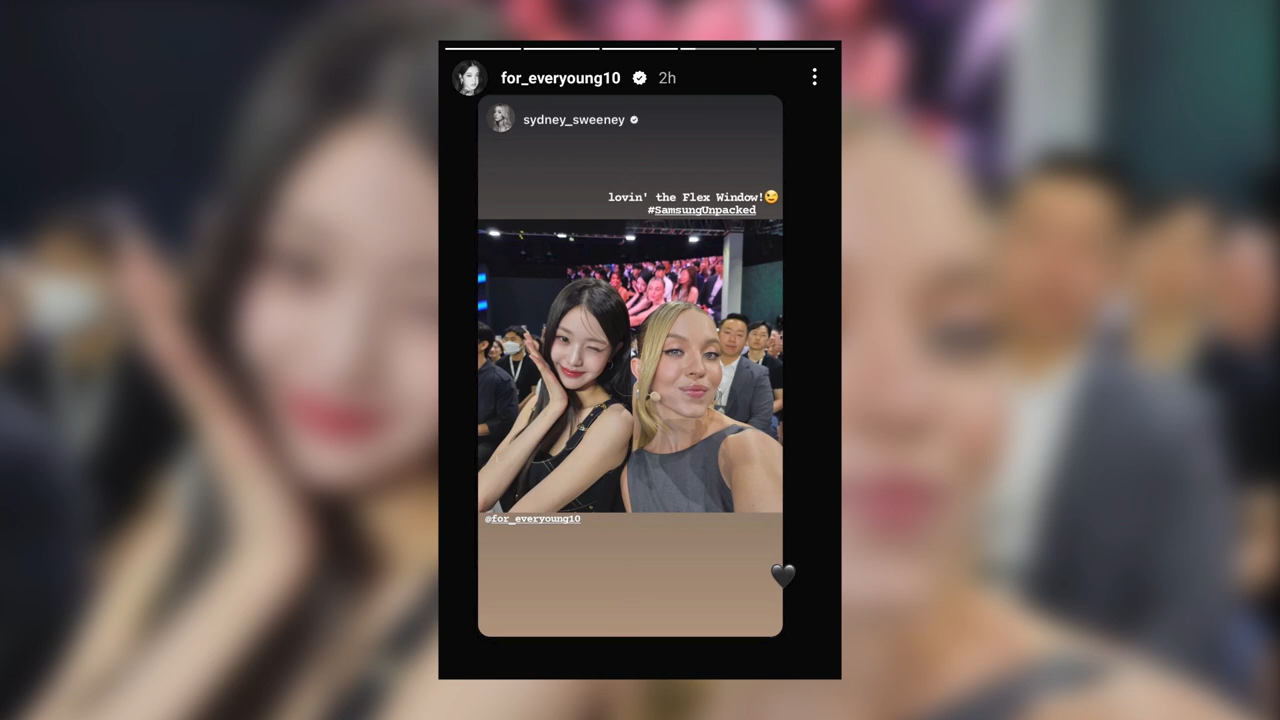 for_everyoung10 2h
sydney_sweeney
lovin' the Flex Window!😉
#SamsungUnpacked
@for_everyoung10